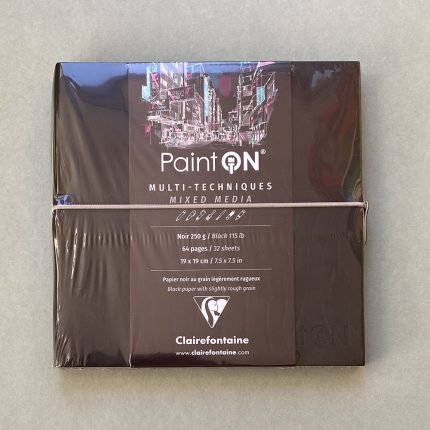 Paint ON®
MULTI-TECHNIQUES
MIXED MEDIA
Noir 250 g / Black 115 lb
64 pages / 32 sheets
19 x 19 cm / 7.5 x 7.5 in
Papier noir au grain légèrement rugueux
Black paper with slightly rough grain
Clairefontaine
www.clairefontaine.com
PaintON